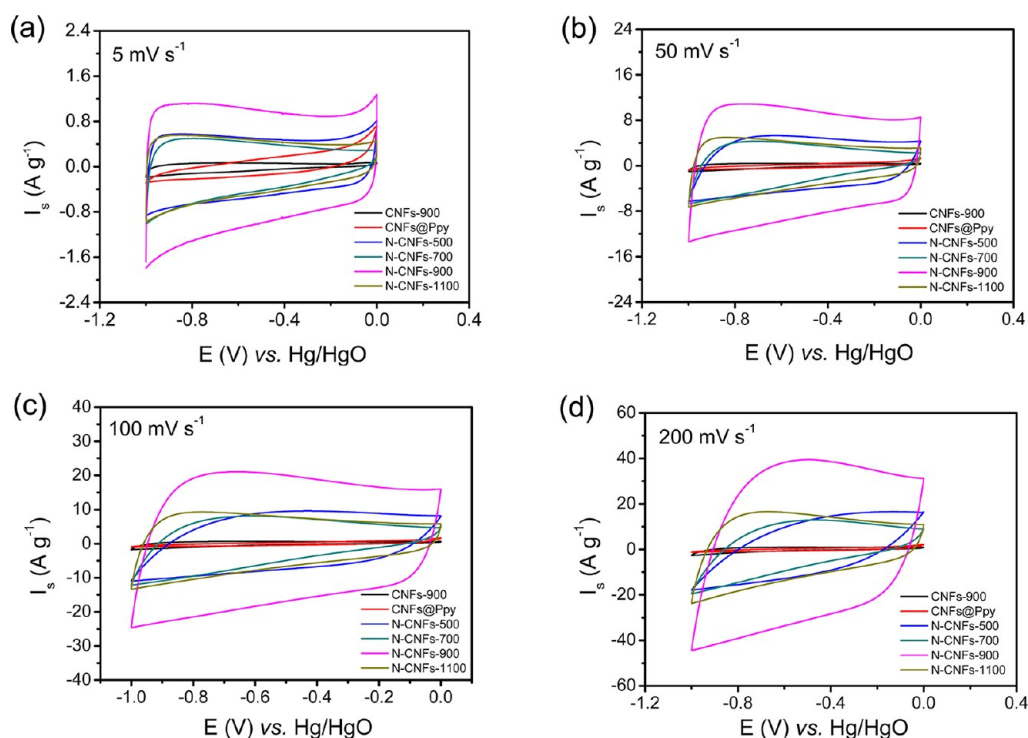 (a)
5 mV s⁻¹
2.4
1.6
0.8
0.0
-0.8
-1.6
-2.4
Iₛ (A g⁻¹)
CNFs-900
CNFs@Ppy
N-CNFs-500
N-CNFs-700
N-CNFs-900
N-CNFs-1100
-1.2 -0.8 -0.4 0.0 0.4
E (V) vs. Hg/HgO
(b)
50 mV s⁻¹
24
16
8
0
-8
-16
-24
Iₛ (A g⁻¹)
CNFs-900
CNFs@Ppy
N-CNFs-500
N-CNFs-700
N-CNFs-900
N-CNFs-1100
-1.2 -0.8 -0.4 0.0 0.4
E (V) vs. Hg/HgO
(c)
100 mV s⁻¹
40
30
20
10
0
-10
-20
-30
-40
Iₛ (A g⁻¹)
CNFs-900
CNFs@Ppy
N-CNFs-500
N-CNFs-700
N-CNFs-900
N-CNFs-1100
-1.0 -0.8 -0.6 -0.4 -0.2 0.0
E (V) vs. Hg/HgO
(d)
200 mV s⁻¹
60
40
20
0
-20
-40
-60
Iₛ (A g⁻¹)
CNFs-900
CNFs@Ppy
N-CNFs-500
N-CNFs-700
N-CNFs-900
N-CNFs-1100
-1.0 -0.5 0.0
E (V) vs. Hg/HgO